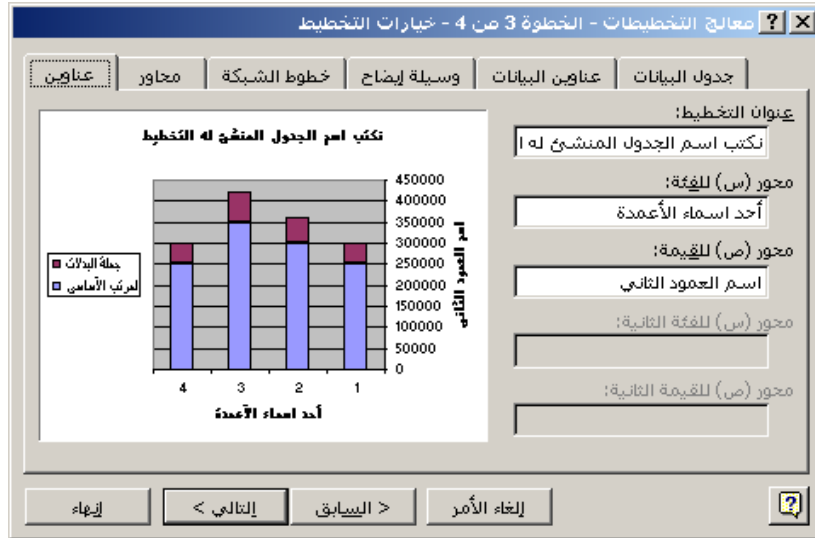 معالج التخطيطات - الخطوة 3 من 4 - خيارات التخطيط
عناوين
محاور
خطوط الشبكة
وسيلة إيضاح
عناوين البيانات
جدول البيانات
عنوان التخطيط:
نكتب اسم الجدول المنشئ له ا
محور (س) للفئة:
أحد اسماء الأعمدة
محور (ص) للقيمة:
اسم العمود الثاني
محور (س) للفئة الثانية:
محور (ص) للقيمة الثانية:
نكتب اسم الجدول المنشئ له التخطيط
450000
400000
350000
300000
250000
200000
150000
100000
50000
0
اسم العمود الثاني
4 3 2 1
أحد اسماء الأعمدة
جملة البدلات
المرتب الأساسي
إلغاء الأمر
< السابق
التالي >
إنهاء